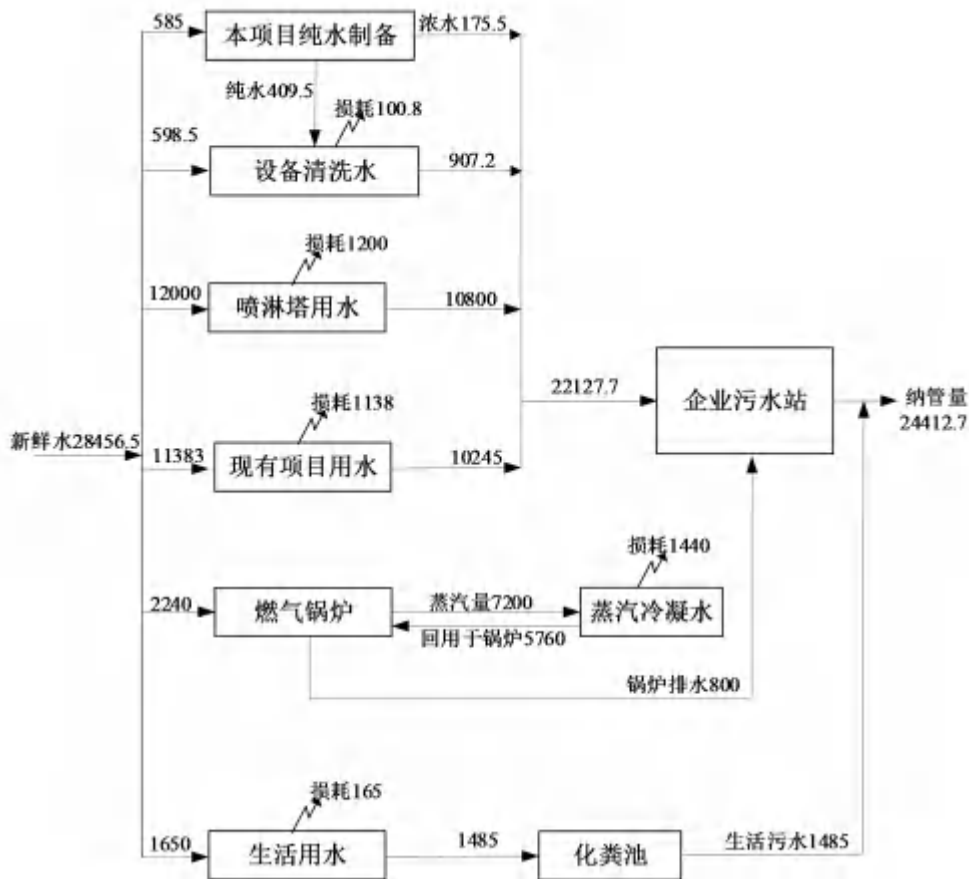 585
本项目纯水制备
浓水175.5
纯水409.5
损耗100.8
598.5
设备清洗水
907.2
损耗1200
12000
喷淋塔用水
10800
企业污水站
22127.7
纳管量
24412.7
损耗1138
新鲜水28456.5
11383
现有项目用水
10245
损耗1440
2240
燃气锅炉
蒸汽量7200
回用于锅炉5760
蒸汽冷凝水
锅炉排水800
损耗165
1650
生活用水
1485
化粪池
生活污水1485